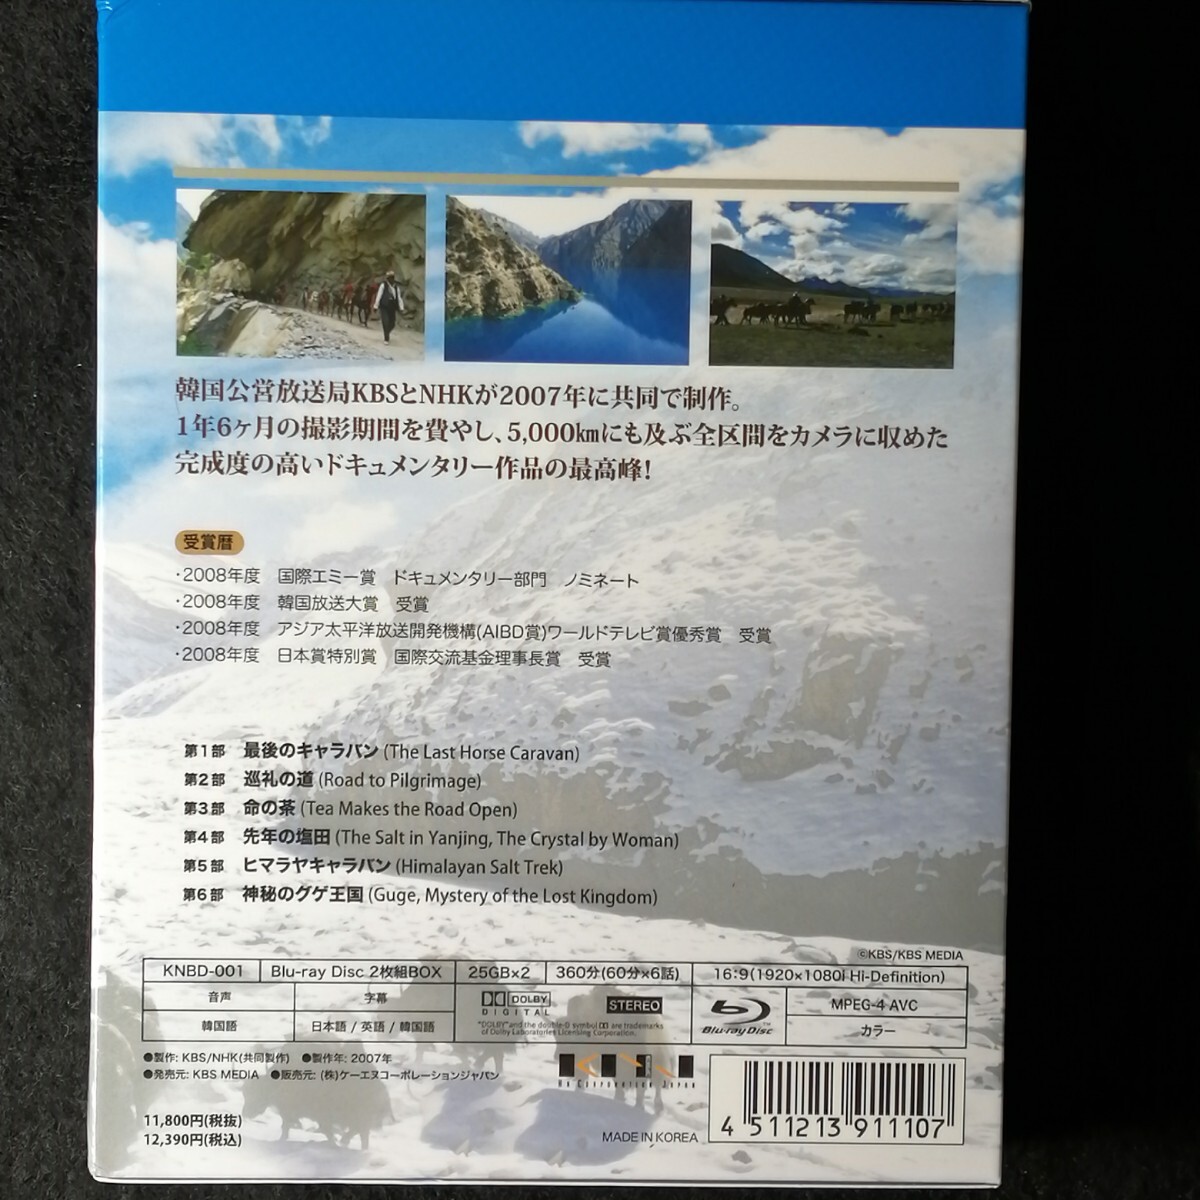 韓国公営放送局KBSとNHKが2007年に共同で制作。
1年6ヶ月の撮影期間を費やし、5,000㎞にも及ぶ全区間をカメラに収めた
完成度の高いドキュメンタリー作品の最高峰！
受賞暦
・2008年度　国際エミー賞　ドキュメンタリー部門　ノミネート
・2008年度　韓国放送大賞　受賞
・2008年度　アジア太平洋放送開発機構(AIBD賞)ワールドテレビ賞優秀賞　受賞
・2008年度　日本賞特別賞　国際交流基金理事長賞　受賞
第1部　最後のキャラバン (The Last Horse Caravan)
第2部　巡礼の道 (Road to Pilgrimage)
第3部　命の茶 (Tea Makes the Road Open)
第4部　先年の塩田 (The Salt in Yanjing, The Crystal by Woman)
第5部　ヒマラヤキャラバン (Himalayan Salt Trek)
第6部　神秘のグゲ王国 (Guge, Mystery of the Lost Kingdom)
©KBS/KBS MEDIA
KNBD-001　Blu-ray Disc 2枚組BOX　25GB×2　360分(60分×6話)　16:9(1920×1080i Hi-Definition)
音声　字幕　DOLBY DIGITAL　STEREO　Blu-ray Disc™　MPEG-4 AVC
韓国語　日本語 / 英語 / 韓国語　カラー
"DOLBY"and the double-D symbol are trademarks
of Dolby Laboratories Licensing Corporation.
●製作: KBS/NHK(共同製作)　●製作年: 2007年
●発売元: KBS MEDIA　●販売元: (株)ケーエヌコーポレーションジャパン
Kn Corporation Japan
11,800円(税抜)
12,390円(税込)
MADE IN KOREA
4 511213 911107